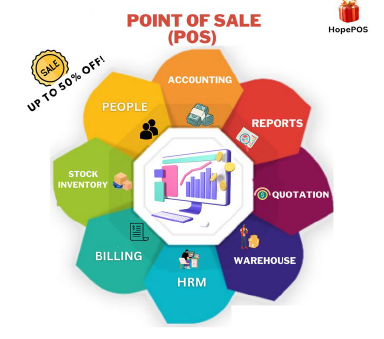 POINT OF SALE
(POS)
HopePOS
SALE
UP TO 50% OFF!
ACCOUNTING
PEOPLE
REPORTS
STOCK
INVENTORY
QUOTATION
BILLING
WAREHOUSE
HRM